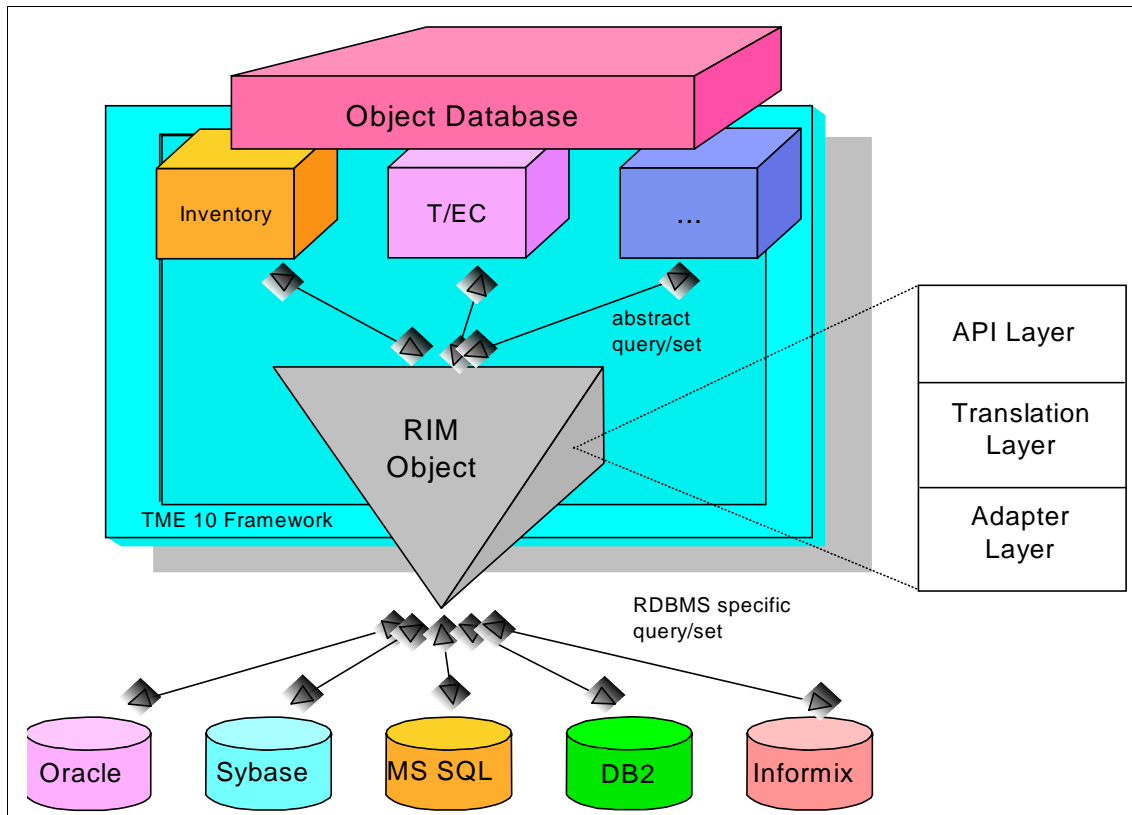 Object Database
Inventory
T/EC
...
abstract
query/set
API Layer
Translation
Layer
Adapter
Layer
RIM
Object
TME 10 Framework
RDBMS specific
query/set
Oracle
Sybase
MS SQL
DB2
Informix